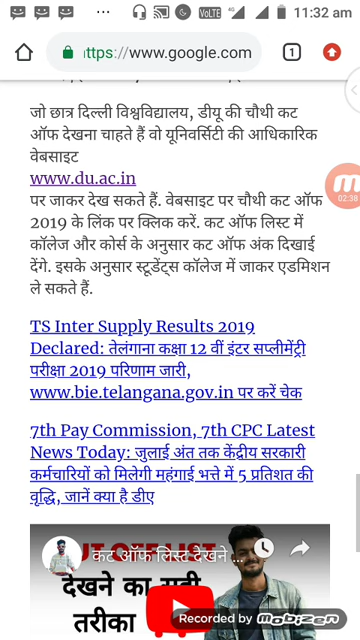 VoLTE 4G 11:32 am
ttps://www.google.com 1
जो छात्र दिल्ली विश्वविद्यालय, डीयू की चौथी कट
ऑफ देखना चाहते हैं वो यूनिवर्सिटी की आधिकारिक
वेबसाइट
www.du.ac.in
पर जाकर देख सकते हैं. वेबसाइट पर चौथी कट ऑफ
2019 के लिंक पर क्लिक करें. कट ऑफ लिस्ट में
कॉलेज और कोर्स के अनुसार कट ऑफ अंक दिखाई
देंगे. इसके अनुसार स्टूडेंट्स कॉलेज में जाकर एडमिशन
ले सकते हैं.
02:38
TS Inter Supply Results 2019
Declared: तेलंगाना कक्षा 12 वीं इंटर सप्लीमेंट्री
परीक्षा 2019 परिणाम जारी,
www.bie.telangana.gov.in पर करें चेक
7th Pay Commission, 7th CPC Latest
News Today: जुलाई अंत तक केंद्रीय सरकारी
कर्मचारियों को मिलेगी महंगाई भत्ते में 5 प्रतिशत की
वृद्धि, जानें क्या है डीए
कट ऑफ लिस्ट देखने ...
देखने का सही
तरीका
Recorded by mobizen